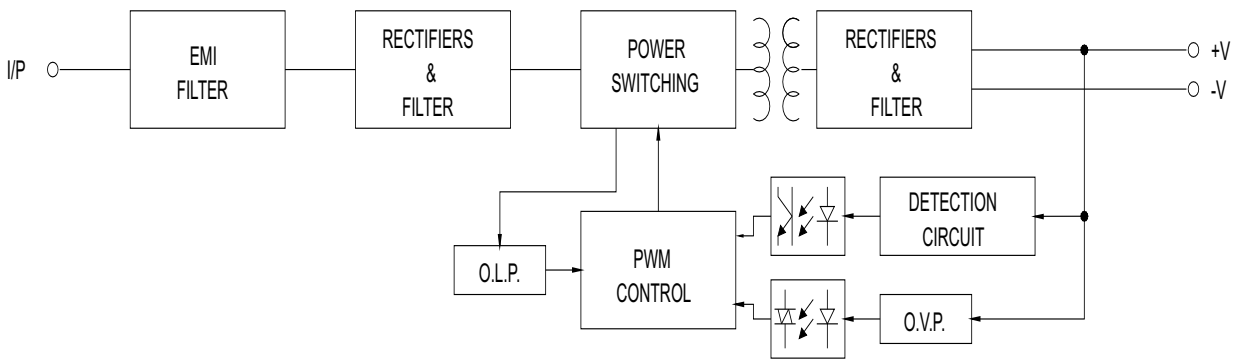 I/P
EMI
FILTER
RECTIFIERS
&
FILTER
POWER
SWITCHING
RECTIFIERS
&
FILTER
+V
-V
DETECTION
CIRCUIT
O.L.P.
PWM
CONTROL
O.V.P.